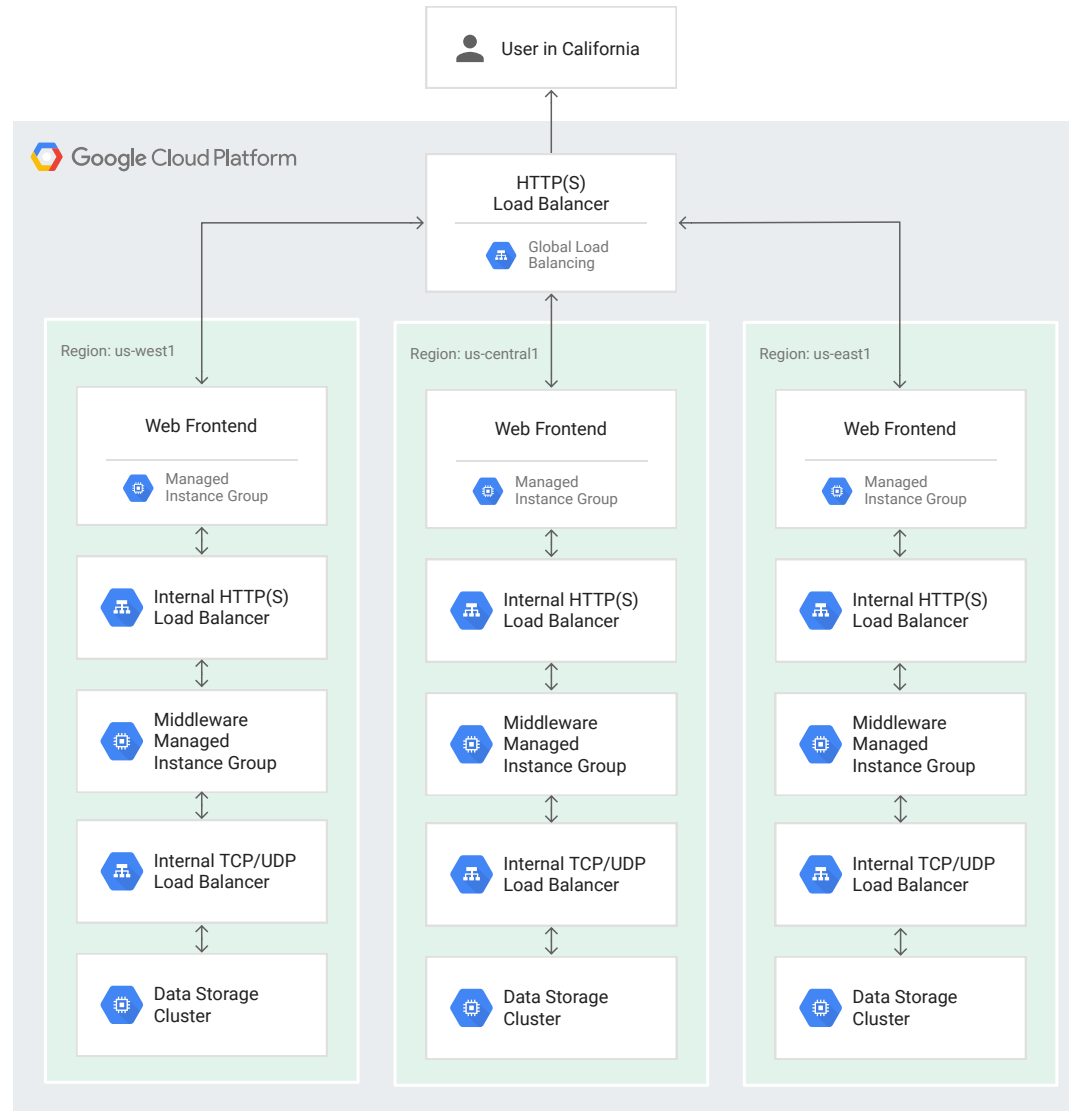 User in California
Google Cloud Platform
HTTP(S)
Load Balancer
Global Load
Balancing
Region: us-west1
Web Frontend
Managed
Instance Group
Internal HTTP(S)
Load Balancer
Middleware
Managed
Instance Group
Internal TCP/UDP
Load Balancer
Data Storage
Cluster
Region: us-central1
Web Frontend
Managed
Instance Group
Internal HTTP(S)
Load Balancer
Middleware
Managed
Instance Group
Internal TCP/UDP
Load Balancer
Data Storage
Cluster
Region: us-east1
Web Frontend
Managed
Instance Group
Internal HTTP(S)
Load Balancer
Middleware
Managed
Instance Group
Internal TCP/UDP
Load Balancer
Data Storage
Cluster